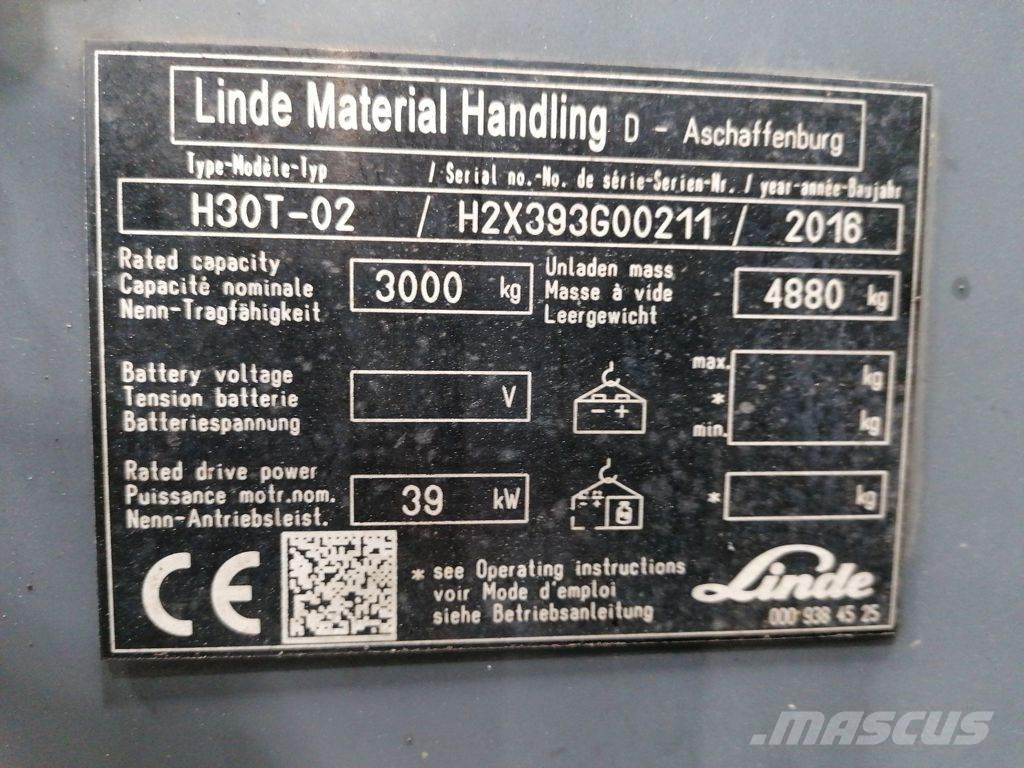 Linde Material Handling D - Aschaffenburg
Type-Modèle-Typ / Serial no.-No. de série-Serien-Nr. / year-année-Baujahr
H30T-02 / H2X393G00211 / 2016
Rated capacity
Capacité nominale
Nenn-Tragfähigkeit
3000 kg
Unladen mass
Masse à vide
Leergewicht
4880 kg
Battery voltage
Tension batterie
Batteriespannung
V
- +
max.
*
min.
kg
kg
Rated drive power
Puissance motr.nom.
Nenn-Antriebsleist.
39 kW
- +
* kg
CE
* see Operating instructions
voir Mode d'emploi
siehe Betriebsanleitung
Linde
000 938 45 25
MASCUS